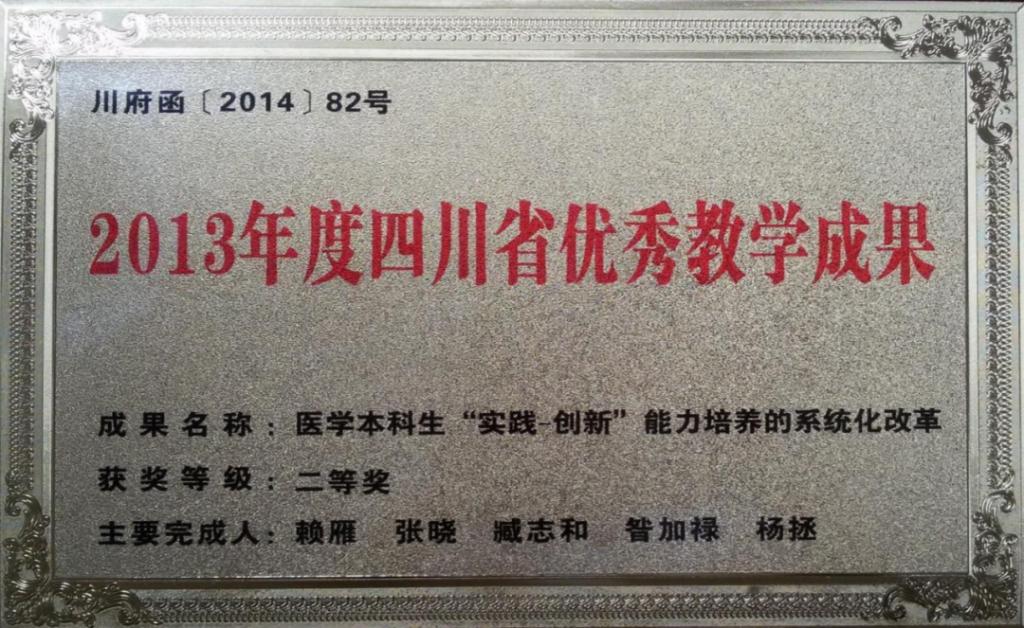 川府函〔2014〕82号
2013年度四川省优秀教学成果
成果名称：医学本科生“实践-创新”能力培养的系统化改革
获奖等级：二等奖
主要完成人：赖雁 张晓 臧志和 昝加禄 杨拯